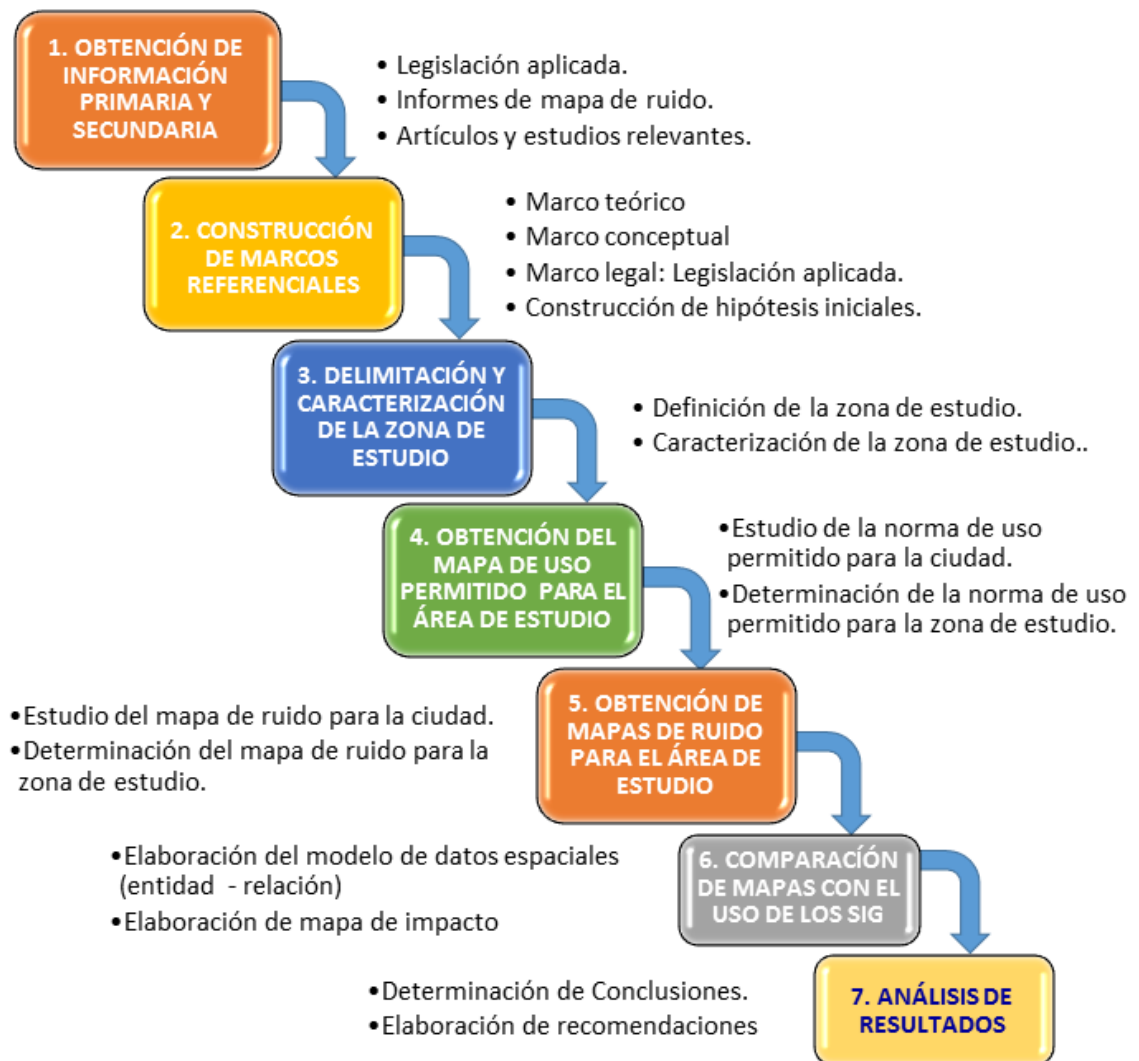 1. OBTENCIÓN DE
INFORMACIÓN
PRIMARIA Y
SECUNDARIA
• Legislación aplicada.
• Informes de mapa de ruido.
• Artículos y estudios relevantes.
2. CONSTRUCCIÓN
DE MARCOS
REFERENCIALES
• Marco teórico
• Marco conceptual
• Marco legal: Legislación aplicada.
• Construcción de hipótesis iniciales.
3. DELIMITACIÓN Y
CARACTERIZACIÓN
DE LA ZONA DE
ESTUDIO
• Definición de la zona de estudio.
• Caracterización de la zona de estudio..
4. OBTENCIÓN DEL
MAPA DE USO
PERMITIDO PARA EL
ÁREA DE ESTUDIO
•Estudio de la norma de uso
permitido para la ciudad.
•Determinación de la norma de uso
permitido para la zona de estudio.
5. OBTENCIÓN DE
MAPAS DE RUIDO
PARA EL ÁREA DE
ESTUDIO
•Estudio del mapa de ruido para la ciudad.
•Determinación del mapa de ruido para la
zona de estudio.
6. COMPARACÍÓN
DE MAPAS CON EL
USO DE LOS SIG
•Elaboración del modelo de datos espaciales
(entidad - relación)
•Elaboración de mapa de impacto
7. ANÁLISIS DE
RESULTADOS
•Determinación de Conclusiones.
•Elaboración de recomendaciones